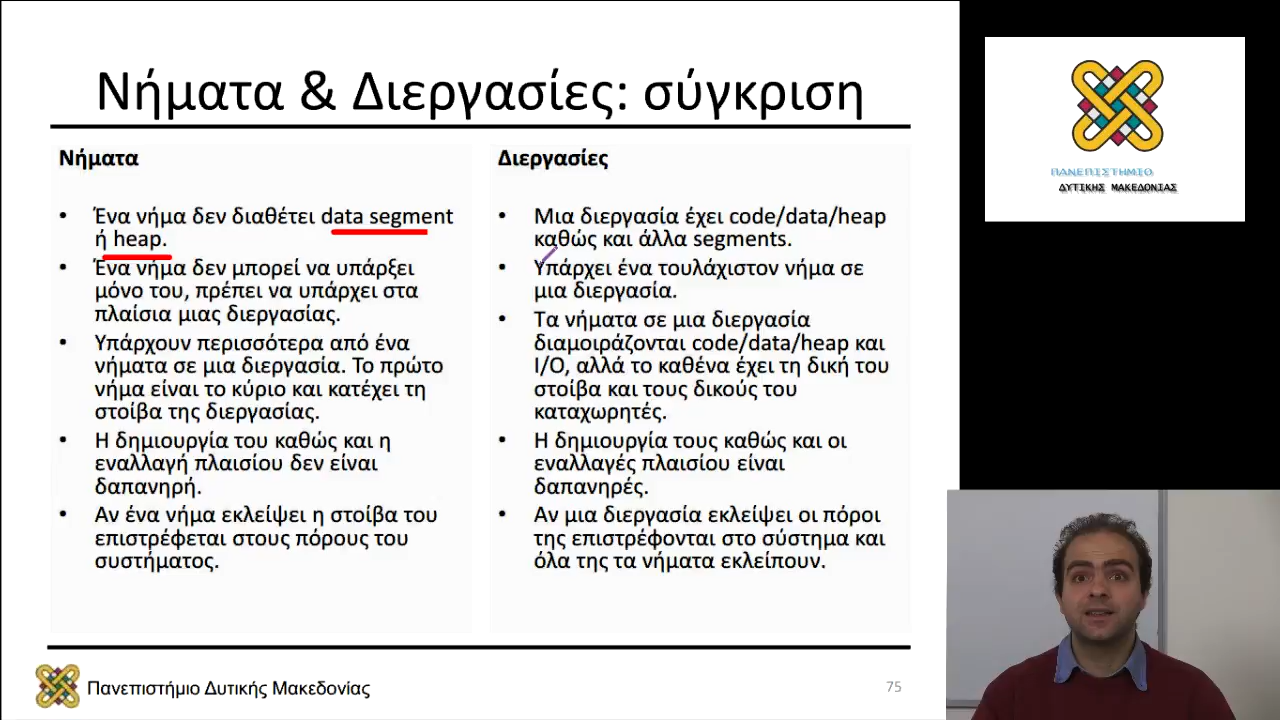 Νήματα & Διεργασίες: σύγκριση
Νήματα
• Ένα νήμα δεν διαθέτει data segment
ή heap.
• Ένα νήμα δεν μπορεί να υπάρξει
μόνο του, πρέπει να υπάρχει στα
πλαίσια μιας διεργασίας.
• Υπάρχουν περισσότερα από ένα
νήματα σε μια διεργασία. Το πρώτο
νήμα είναι το κύριο και κατέχει τη
στοίβα της διεργασίας.
• Η δημιουργία του καθώς και η
εναλλαγή πλαισίου δεν είναι
δαπανηρή.
• Αν ένα νήμα εκλείψει η στοίβα του
επιστρέφεται στους πόρους του
συστήματος.
Διεργασίες
• Μια διεργασία έχει code/data/heap
καθώς και άλλα segments.
• Υπάρχει ένα τουλάχιστον νήμα σε
μια διεργασία.
• Τα νήματα σε μια διεργασία
διαμοιράζονται code/data/heap και
I/O, αλλά το καθένα έχει τη δική του
στοίβα και τους δικούς του
καταχωρητές.
• Η δημιουργία τους καθώς και οι
εναλλαγές πλαισίου είναι
δαπανηρές.
• Αν μια διεργασία εκλείψει οι πόροι
της επιστρέφονται στο σύστημα και
όλα της τα νήματα εκλείπουν.
Πανεπιστήμιο Δυτικής Μακεδονίας
75
ΠΑΝΕΠΙΣΤΗΜΙΟ
ΔΥΤΙΚΗΣ ΜΑΚΕΔΟΝΙΑΣ